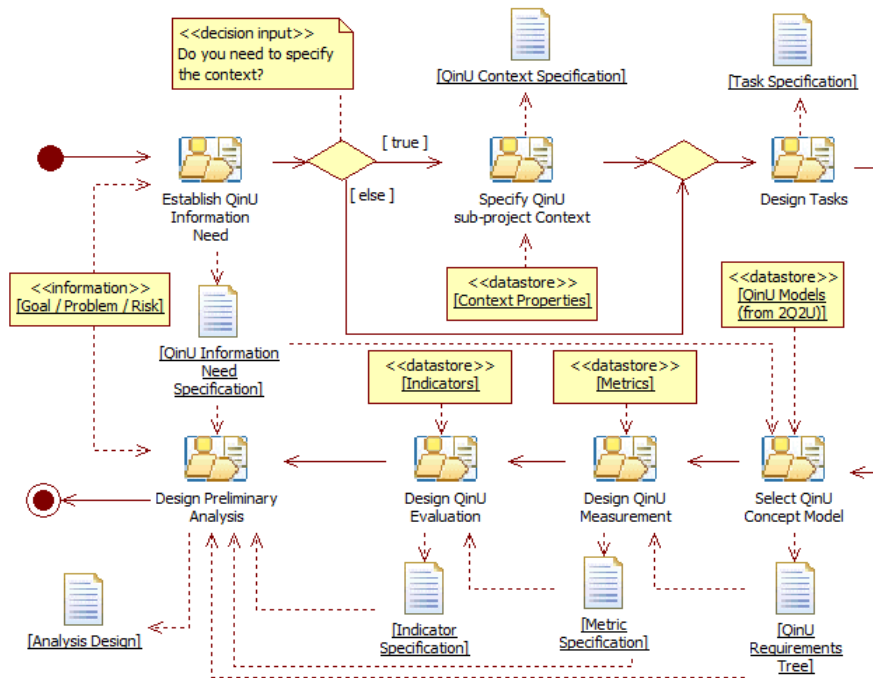 <<decision input>>
Do you need to specify
the context?
[QinU Context Specification]
[Task Specification]
[ true ]
[ else ]
Establish QinU
Information
Need
Specify QinU
sub-project Context
Design Tasks
<<information>>
[Goal / Problem / Risk]
<<datastore>>
[Context Properties]
<<datastore>>
[QinU Models
(from 2Q2U)]
[QinU Information
Need
Specification]
<<datastore>>
[Indicators]
<<datastore>>
[Metrics]
Design Preliminary
Analysis
Design QinU
Evaluation
Design QinU
Measurement
Select QinU
Concept Model
[Analysis Design]
[Indicator
Specification]
[Metric
Specification]
[QinU
Requirements
Tree]